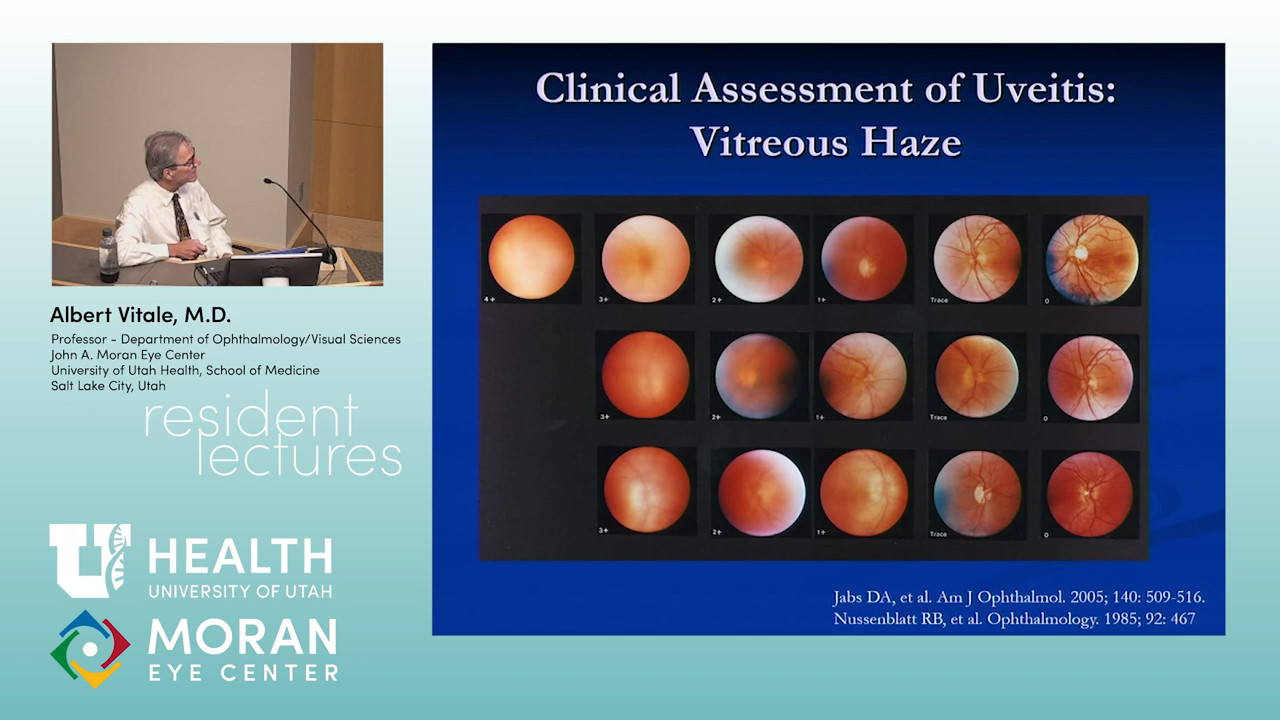 Clinical Assessment of Uveitis:
Vitreous Haze
4+
3+
2+
1+
Trace
0
3+
2+
1+
Trace
0
3+
2+
1+
Trace
0
Jabs DA, et al. Am J Ophthalmol. 2005; 140: 509-516.
Nussenblatt RB, et al. Ophthalmology. 1985; 92: 467
Albert Vitale, M.D.
Professor - Department of Ophthalmology/Visual Sciences
John A. Moran Eye Center
University of Utah Health, School of Medicine
Salt Lake City, Utah
resident
lectures
U HEALTH
UNIVERSITY OF UTAH
MORAN
EYE CENTER